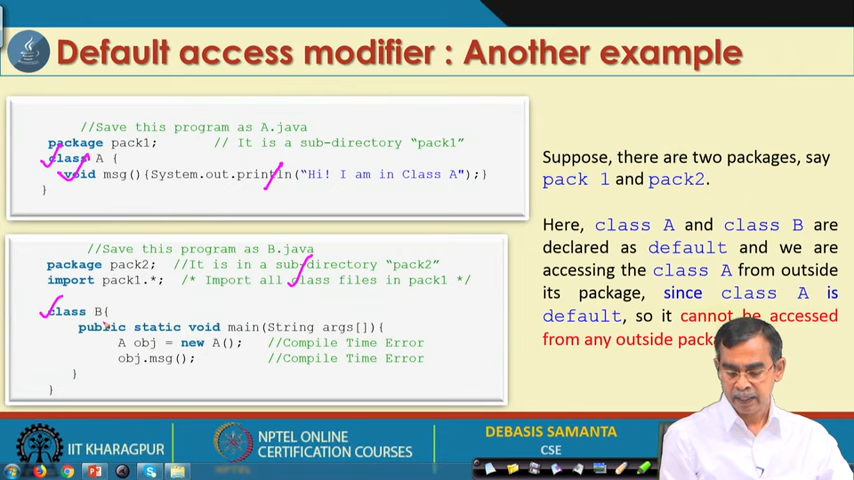 Default access modifier : Another example
//Save this program as A.java
package pack1; // It is a sub-directory “pack1”
class A {
void msg(){System.out.println(“Hi! I am in Class A");}
}
//Save this program as B.java
package pack2; //It is in a sub-directory “pack2”
import pack1.*; /* Import all class files in pack1 */
class B{
public static void main(String args[]){
A obj = new A(); //Compile Time Error
obj.msg(); //Compile Time Error
}
}
Suppose, there are two packages, say
pack 1 and pack2.
Here, class A and class B are
declared as default and we are
accessing the class A from outside
its package, since class A is
default, so it cannot be accessed
from any outside
IIT KHARAGPUR
NPTEL ONLINE
CERTIFICATION COURSES
NPTEL
DEBASIS SAMANTA
CSE